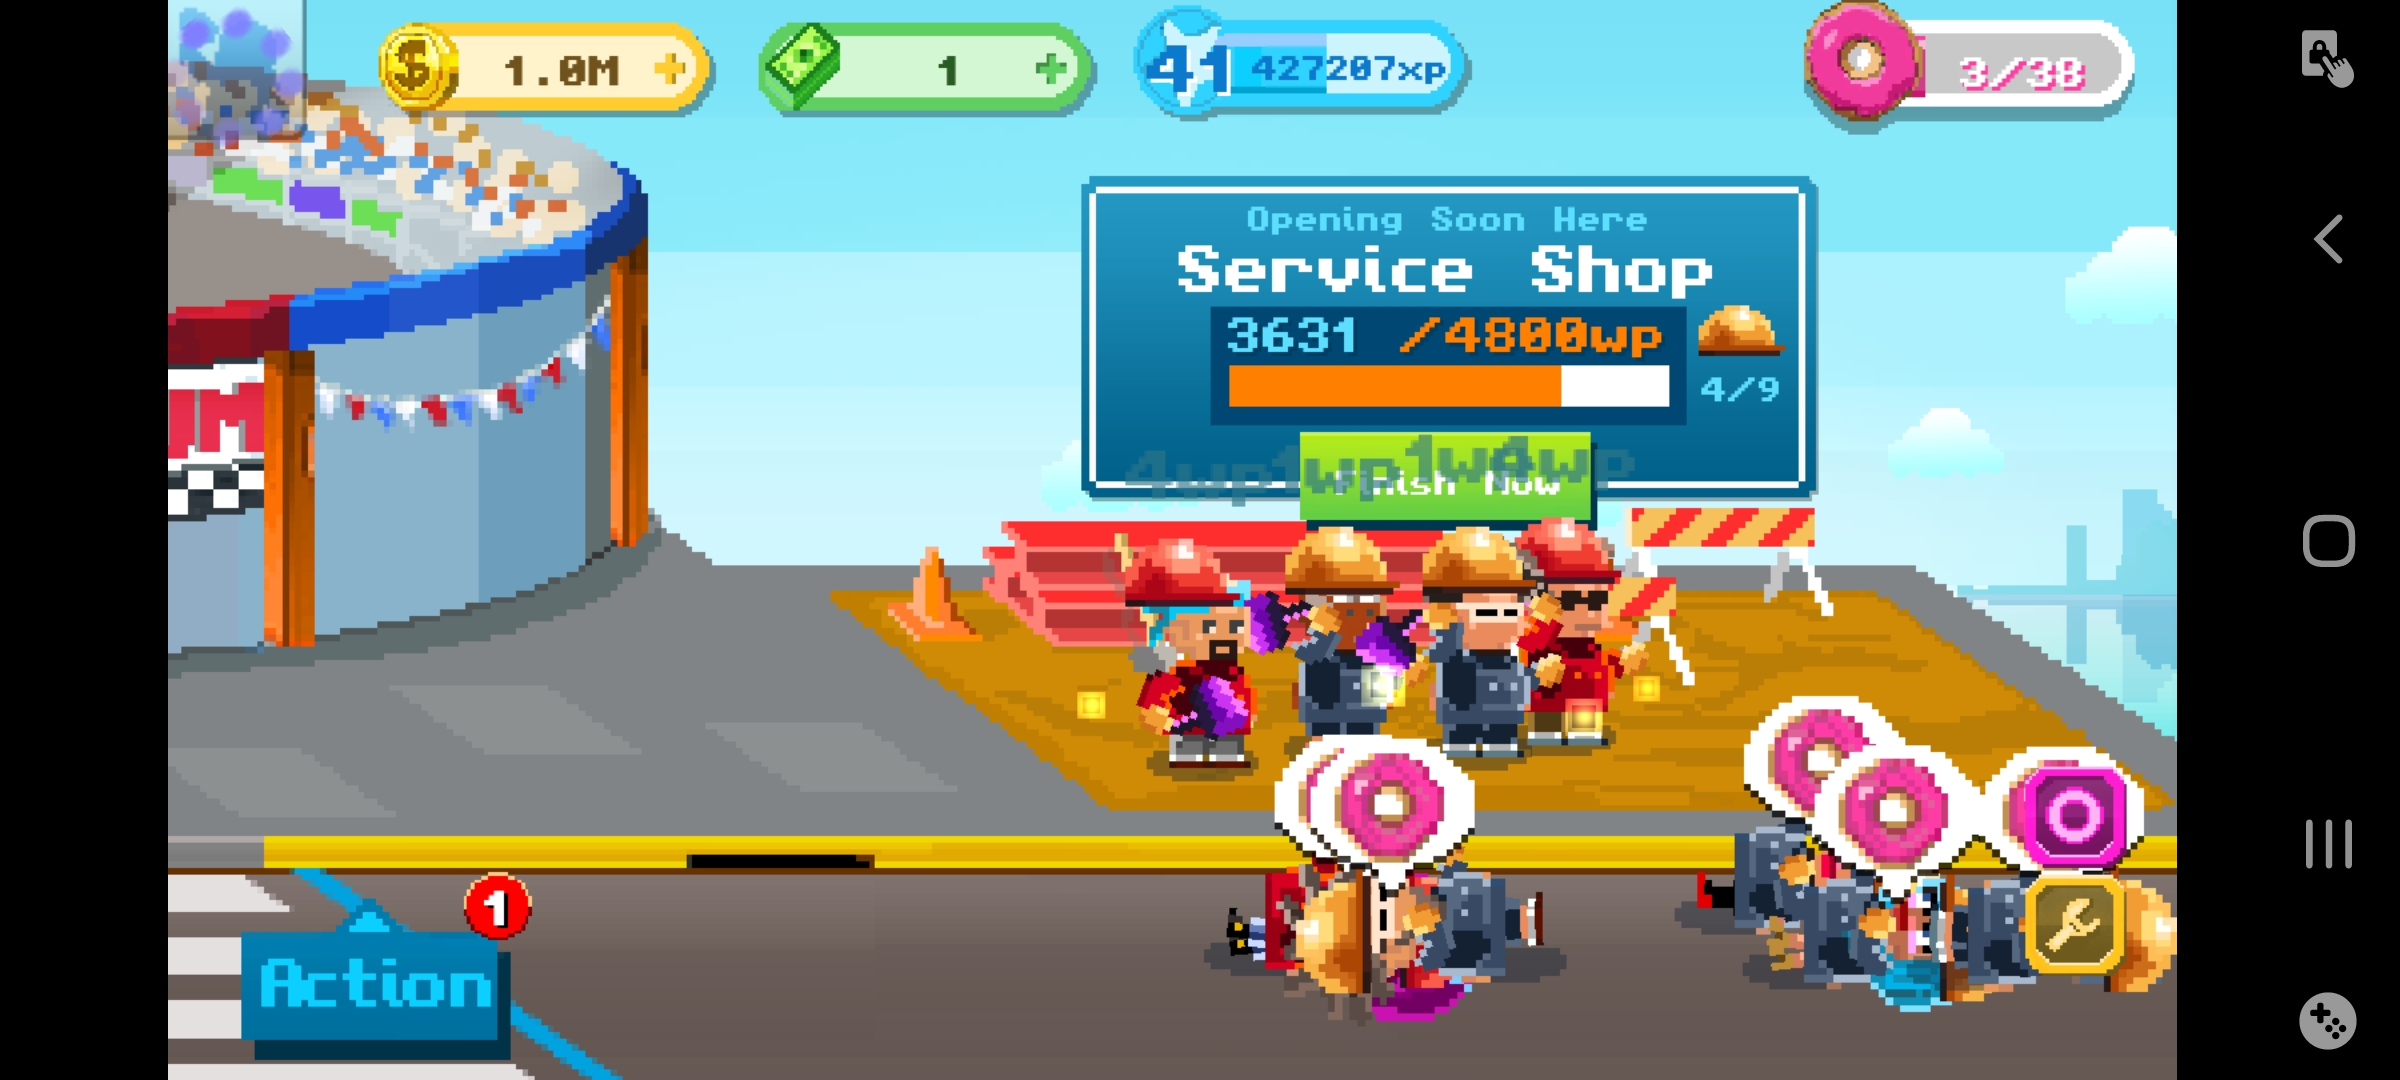 1.0M +
1 +
41 427207xp
3/38
Opening Soon Here
Service Shop
3631 /4800wp
4/9
4wp 1wp 1w 4wp
Finish Now
1
Action